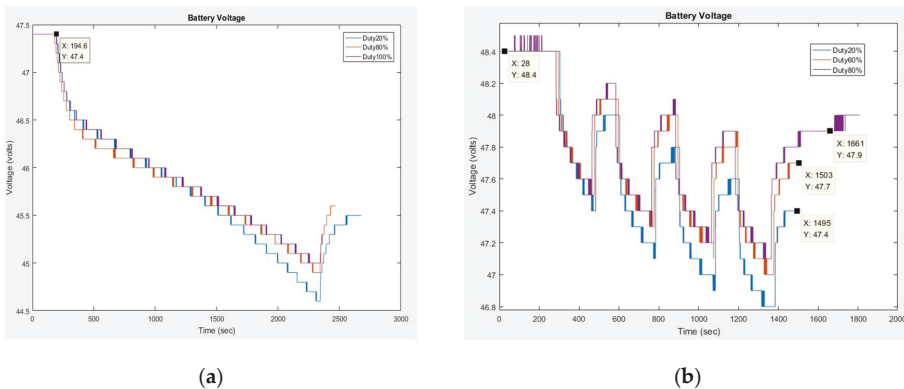 Battery Voltage
47.5
47
46.5
46
45.5
45
44.5
Voltage (volts)
X: 194.6
Y: 47.4
Duty20%
Duty80%
Duty100%
0
500
1000
1500
2000
2500
3000
Time (sec)
(a)
Battery Voltage
48.4
48.2
48
47.8
47.6
47.4
47.2
47
46.8
Voltage (volts)
X: 28
Y: 48.4
Duty20%
Duty60%
Duty80%
X: 1661
Y: 47.9
X: 1503
Y: 47.7
X: 1495
Y: 47.4
0
200
400
600
800
1000
1200
1400
1600
1800
2000
Time (sec)
(b)